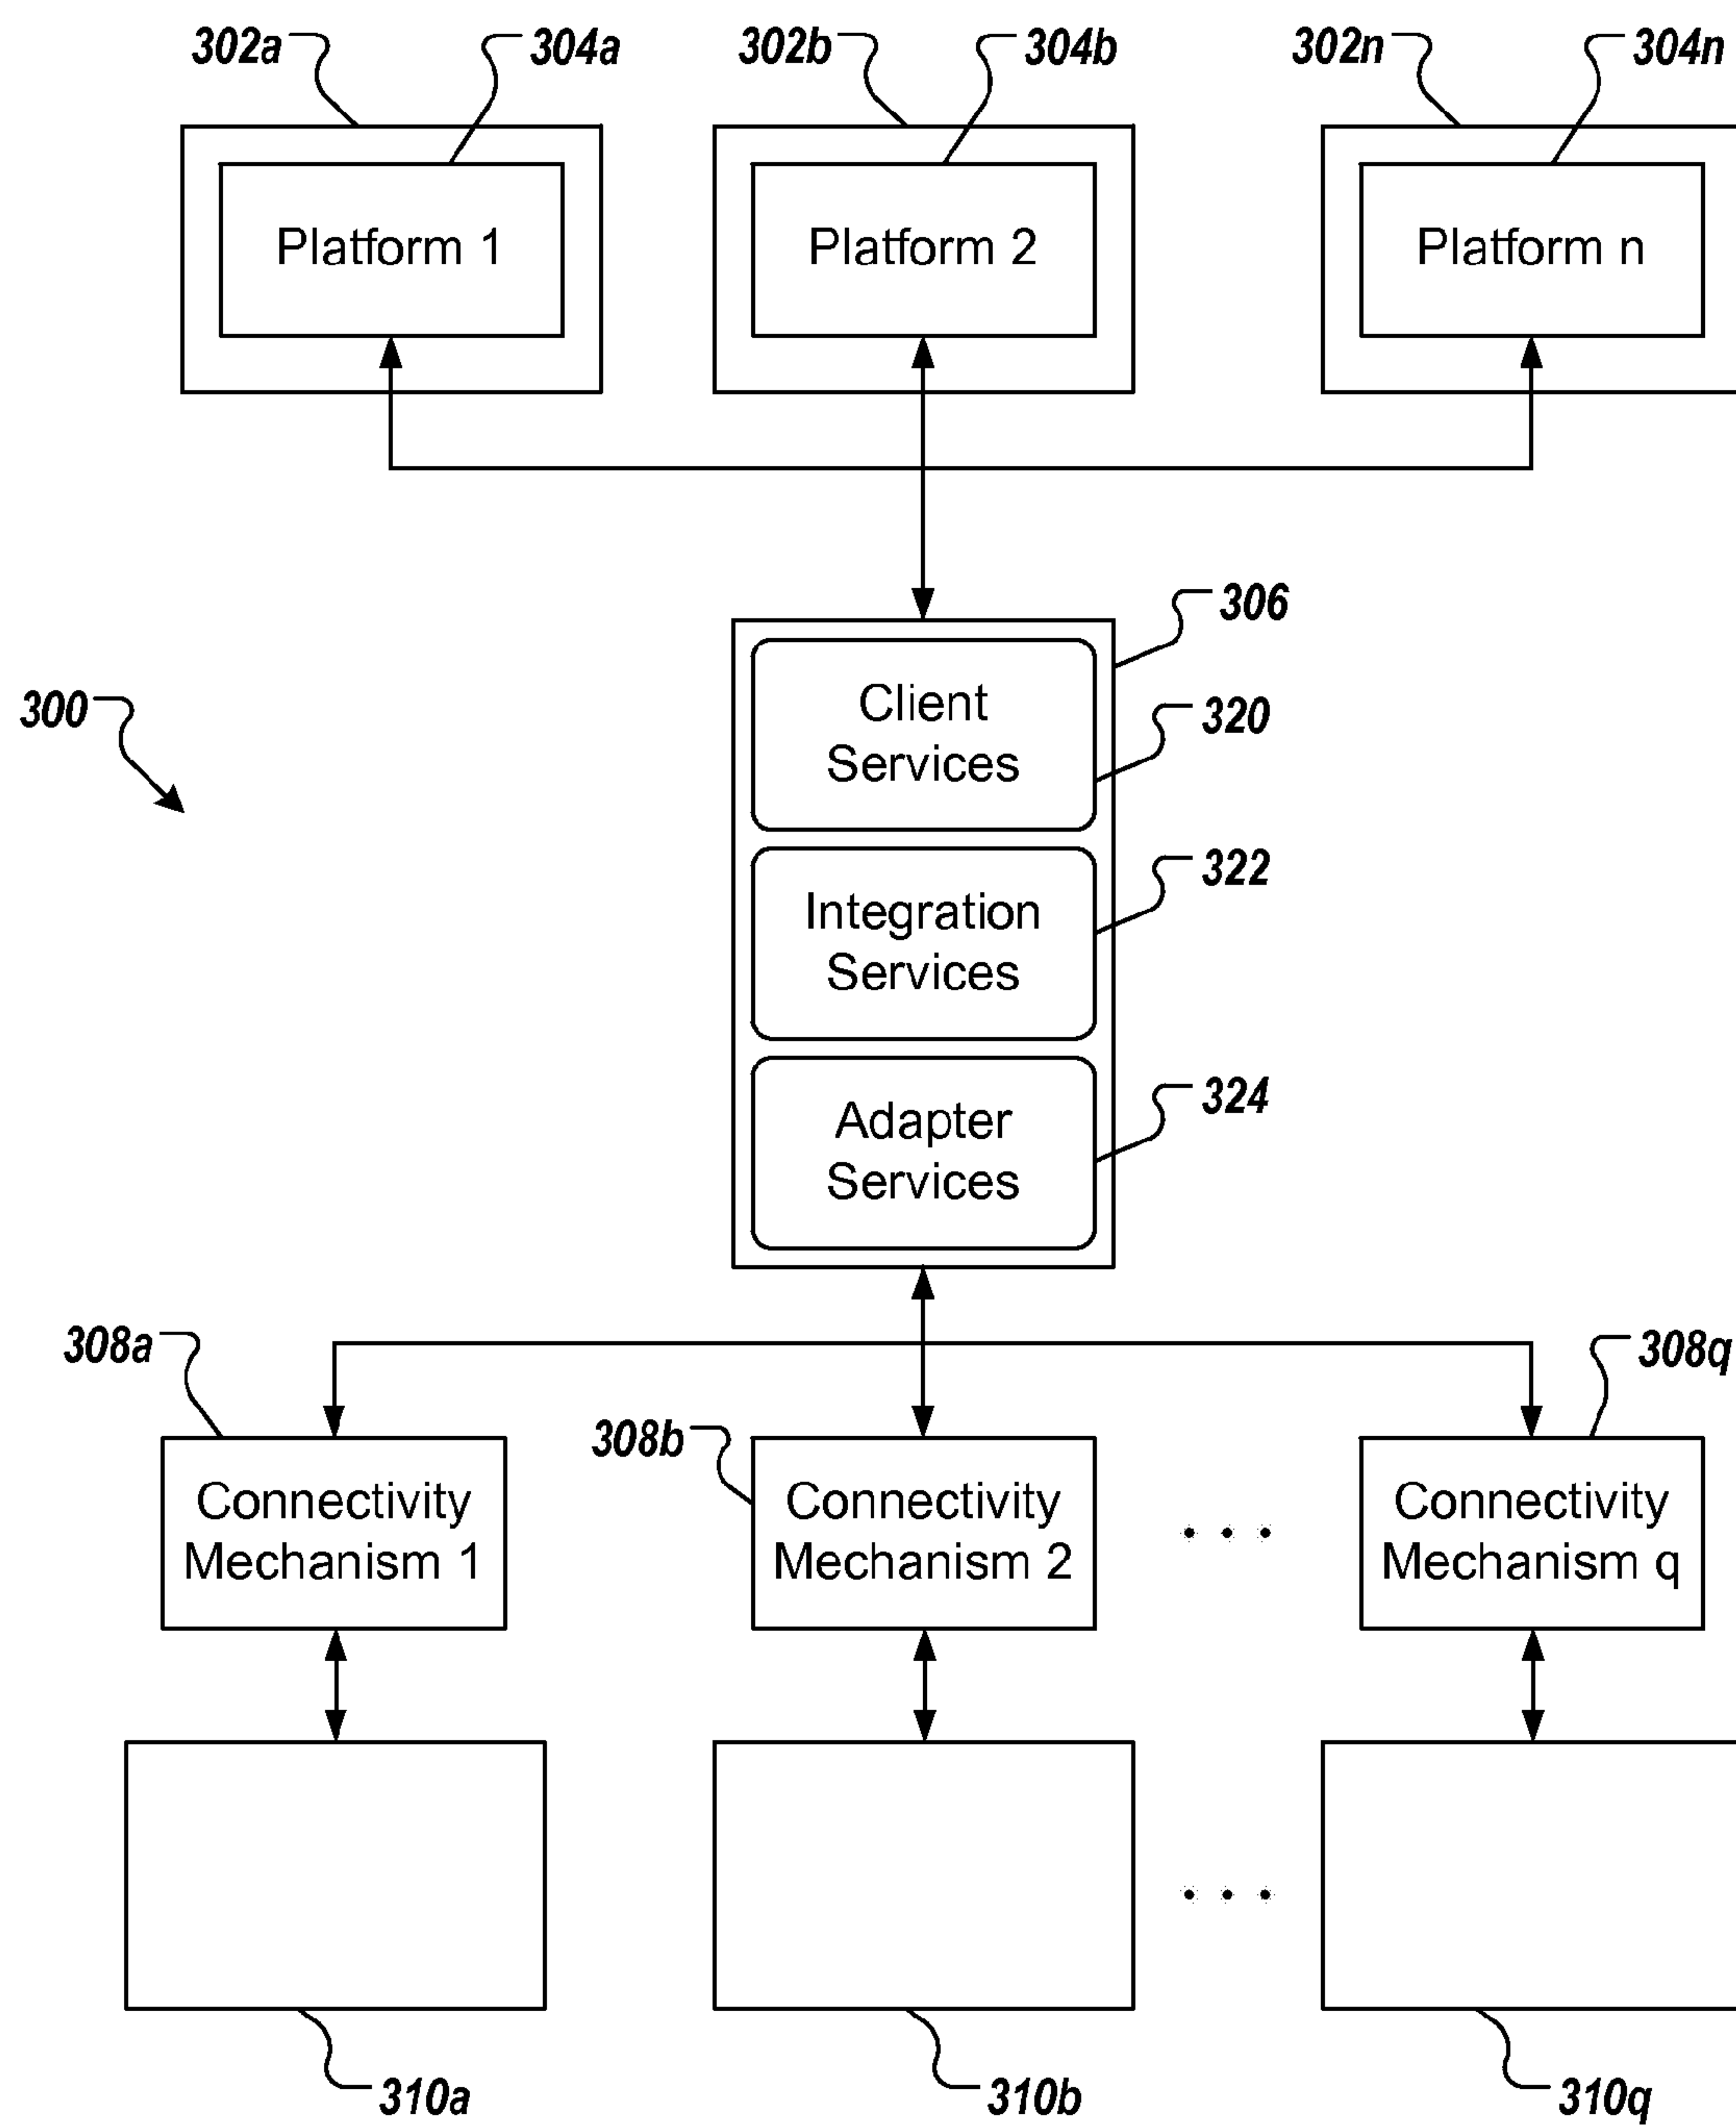 302a 304a 302b 304b 302n 304n
Platform 1 Platform 2 Platform n
306
Client
Services
320
300
Integration
Services
322
Adapter
Services
324
308a 308b 308q
Connectivity
Mechanism 1
Connectivity
Mechanism 2
. . .
Connectivity
Mechanism q
. . .
310a 310b 310q